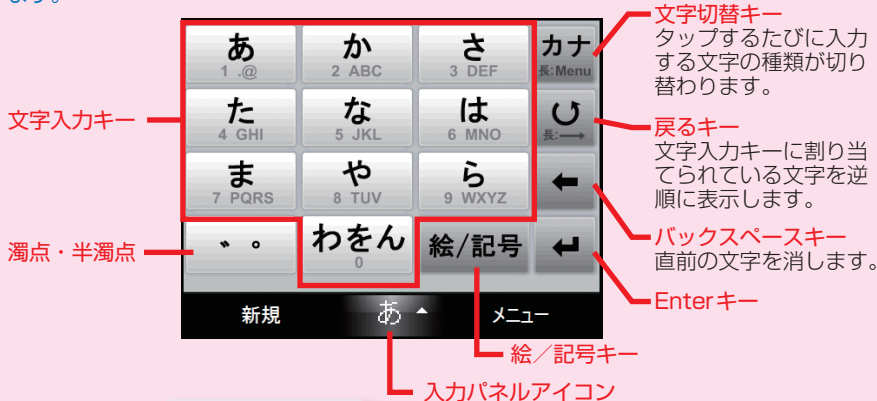 ます。
文字切替キー
タップするたびに入力
する文字の種類が切り
替わります。
あ か さ カナ
1 .@ 2 ABC 3 DEF 長:Menu
文字入力キー
た な は
4 GHI 5 JKL 6 MNO 長:→
戻るキー
文字入力キーに割り当
てられている文字を逆
順に表示します。
ま や ら
7 PQRS 8 TUV 9 WXYZ
バックスペースキー
直前の文字を消します。
濁点・半濁点
゛゜ わをん 絵/記号
0
Enterキー
新規 あ メニュー
絵／記号キー
入力パネルアイコン